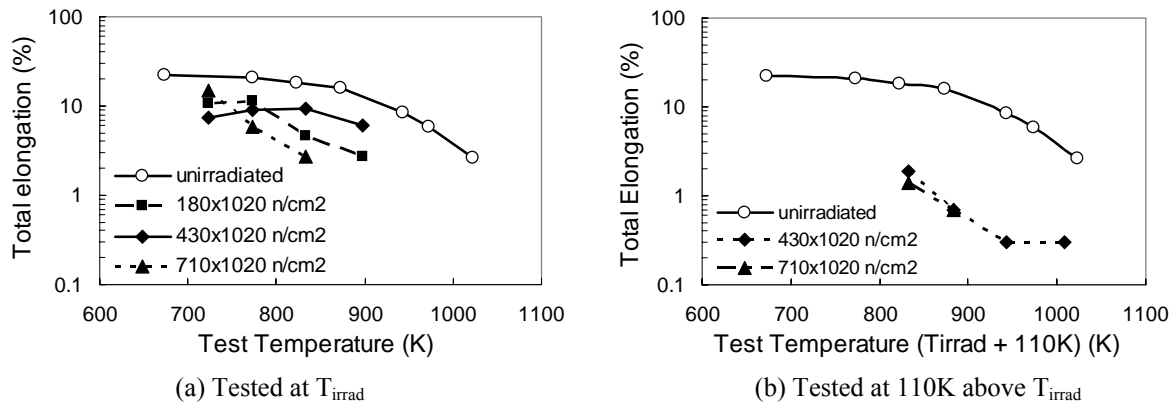 100
10
1
0.1
Total elongation (%)
unirradiated
180x1020 n/cm2
430x1020 n/cm2
710x1020 n/cm2
600 700 800 900 1000 1100
Test Temperature (K)
(a) Tested at Tirrad
100
10
1
0.1
Total Elongation (%)
unirradiated
430x1020 n/cm2
710x1020 n/cm2
600 700 800 900 1000 1100
Test Temperature (Tirrad + 110K) (K)
(b) Tested at 110K above Tirrad